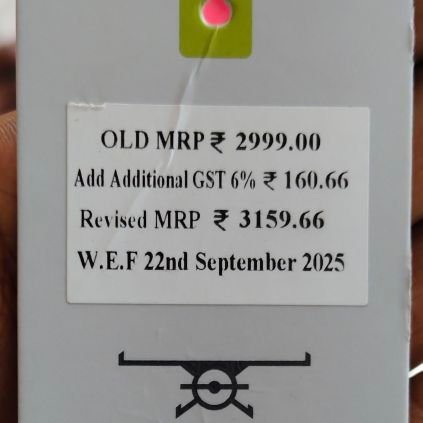 OLD MRP ₹ 2999.00
Add Additional GST 6% ₹ 160.66
Revised MRP ₹ 3159.66
W.E.F 22nd September 2025